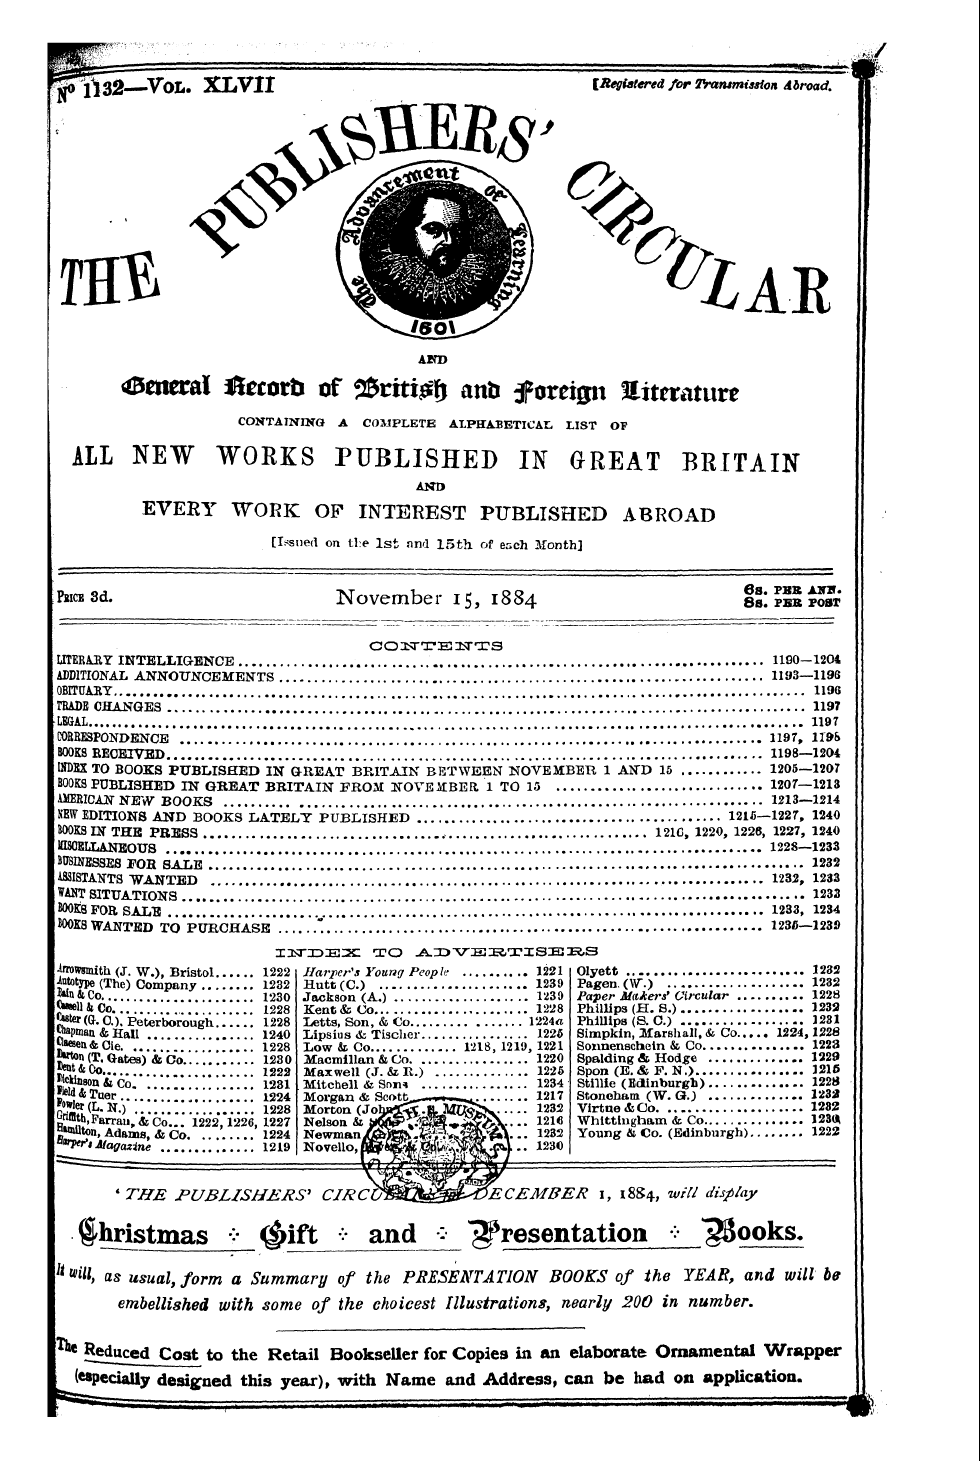 Nº 1132—VOL. XLVII
[Registered for Transmission Abroad.
THE PUBLISHERS' CIRCULAR
The Advancement of Learning
1601
AND
General Record of British and Foreign Literature
CONTAINING A COMPLETE ALPHABETICAL LIST OF
ALL NEW WORKS PUBLISHED IN GREAT BRITAIN
AND
EVERY WORK OF INTEREST PUBLISHED ABROAD
[Issued on the 1st and 15th of each Month]
PRICE 3d.
November 15, 1884
6s. PER ANN.
8s. PER POST
CONTENTS
LITERARY INTELLIGENCE ........ 1190—1204
ADDITIONAL ANNOUNCEMENTS ........ 1193—1196
OBITUARY ........ 1196
TRADE CHANGES ........ 1197
LEGAL ........ 1197
CORRESPONDENCE ........ 1197, 1198
BOOKS RECEIVED ........ 1198—1204
INDEX TO BOOKS PUBLISHED IN GREAT BRITAIN BETWEEN NOVEMBER 1 AND 15 ........ 1205—1207
BOOKS PUBLISHED IN GREAT BRITAIN FROM NOVEMBER 1 TO 15 ........ 1207—1213
AMERICAN NEW BOOKS ........ 1213—1214
NEW EDITIONS AND BOOKS LATELY PUBLISHED ........ 1215—1227, 1240
BOOKS IN THE PRESS ........ 1216, 1220, 1226, 1227, 1240
MISCELLANEOUS ........ 1228—1233
BUSINESSES FOR SALE ........ 1232
ASSISTANTS WANTED ........ 1232, 1233
WANT SITUATIONS ........ 1233
BOOKS FOR SALE ........ 1233, 1234
BOOKS WANTED TO PURCHASE ........ 1235—1239
INDEX TO ADVERTISERS
Arrowsmith (J. W.), Bristol ...... 1222
Autotype (The) Company ...... 1232
Bain & Co. ...... 1230
Cassell & Co. ...... 1228
Caster (G. C.), Peterborough ...... 1228
Chapman & Hall ...... 1240
Claesen & Cie. ...... 1228
Darton (T. Gates) & Co. ...... 1230
Dent & Co. ...... 1222
Dickinson & Co. ...... 1231
Field & Tuer ...... 1224
Fowler (L. N.) ...... 1228
Griffith, Farran, & Co. ... 1222, 1226, 1227
Hamilton, Adams, & Co. ...... 1224
Harper's Magazine ...... 1219
Harper's Young People ...... 1221
Hutt (C.) ...... 1239
Jackson (A.) ...... 1239
Kent & Co. ...... 1228
Letts, Son, & Co. ...... 1224a
Lipsius & Tischer ...... 1225
Low & Co. ...... 1218, 1219, 1221
Macmillan & Co. ...... 1220
Maxwell (J. & R.) ...... 1225
Mitchell & Sons ...... 1234
Morgan & Scott ...... 1217
Morton (John) ...... 1232
Nelson & Sons ...... 1216
Newman ...... 1232
Novello, ...... 1230
Olyett ...... 1232
Pagen (W.) ...... 1232
Paper Makers' Circular ...... 1228
Phillips (H. S.) ...... 1232
Phillips (S. C.) ...... 1231
Simpkin, Marshall, & Co. ..... 1224, 1228
Sonnenschein & Co. ...... 1223
Spalding & Hodge ...... 1229
Spon (E. & F. N.) ...... 1215
Stillie (Edinburgh) ...... 1228
Stoneham (W. G.) ...... 1232
Virtue & Co. ...... 1232
Whittingham & Co. ...... 1230
Young & Co. (Edinburgh) ...... 1222
BRITISH MUSEUM
'THE PUBLISHERS' CIRCULAR' for DECEMBER 1, 1884, will display
Christmas Gift and Presentation Books.
It will, as usual, form a Summary of the PRESENTATION BOOKS of the YEAR, and will be
embellished with some of the choicest Illustrations, nearly 200 in number.
The Reduced Cost to the Retail Bookseller for Copies in an elaborate Ornamental Wrapper
(especially designed this year), with Name and Address, can be had on application.